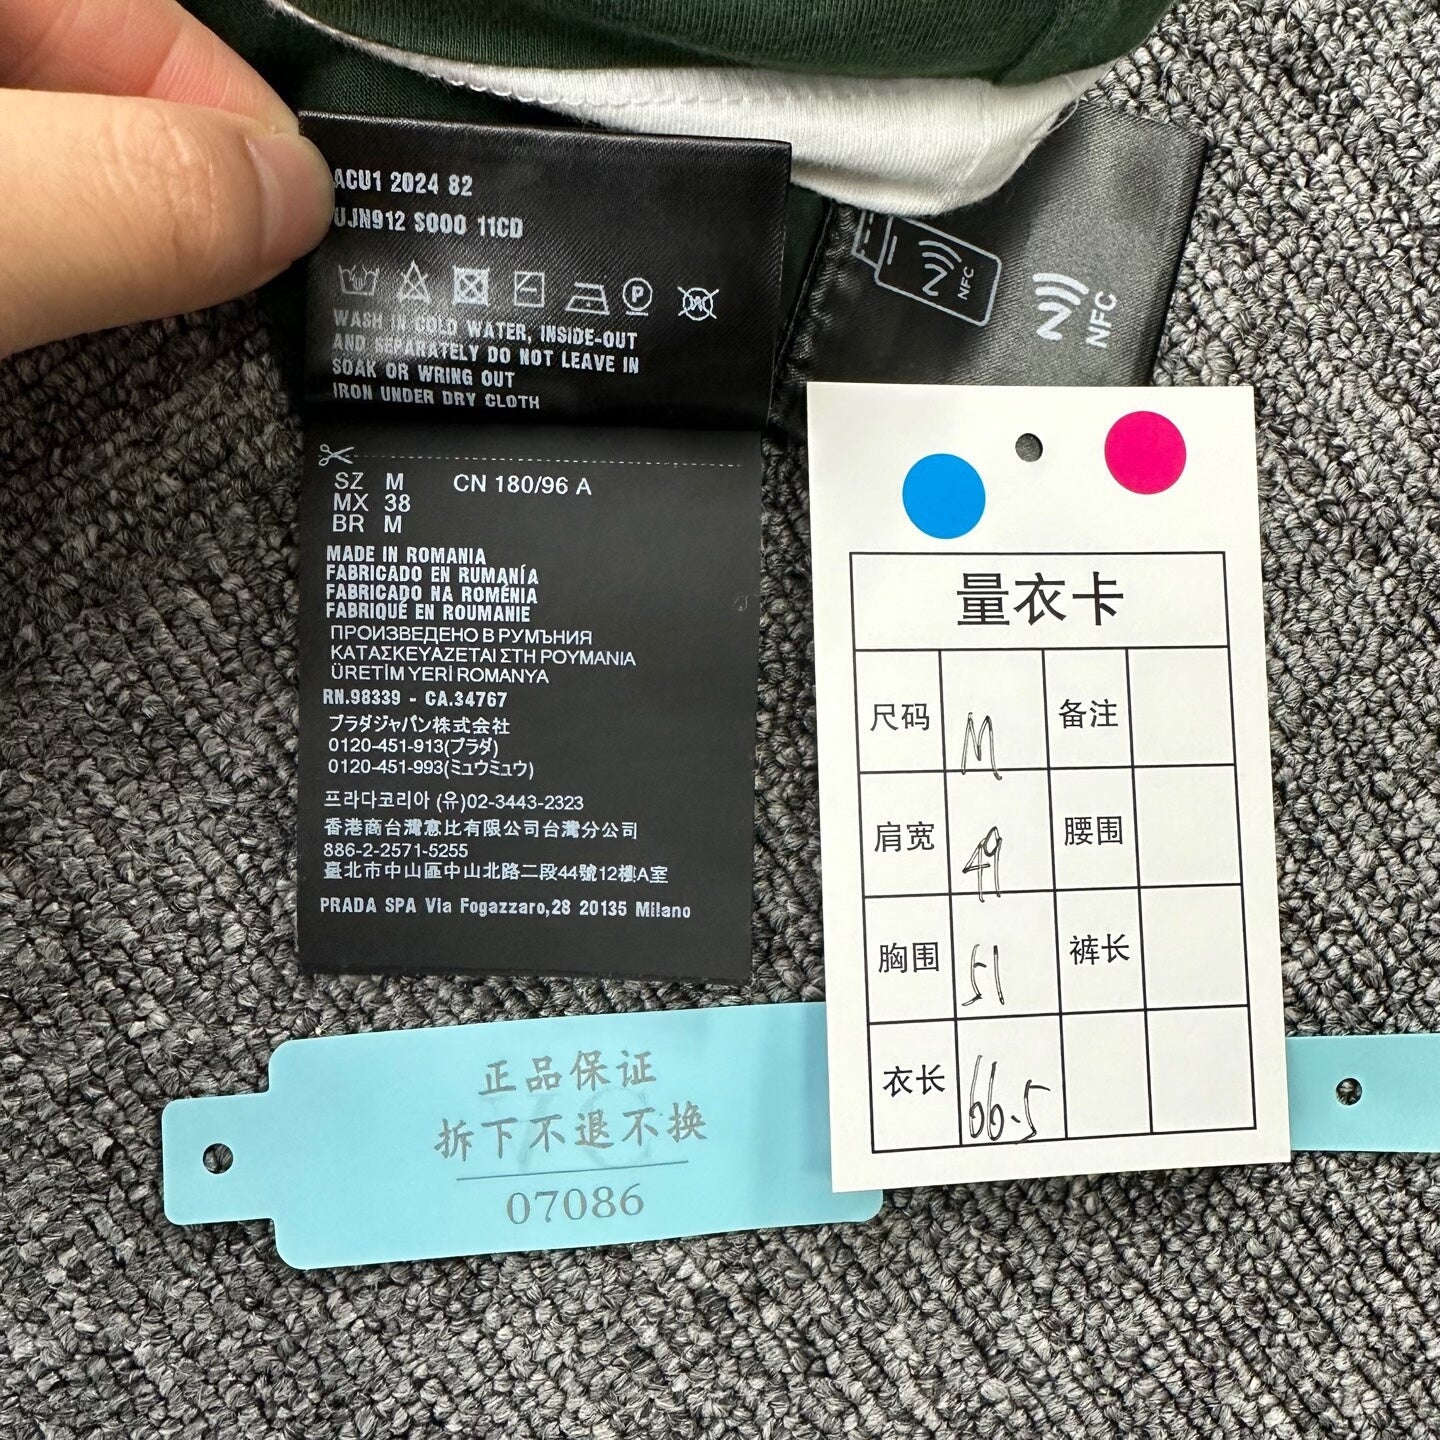 ACU1 2024 82
UJN912 S000 11CD
P
W
WASH IN COLD WATER, INSIDE-OUT
AND SEPARATELY DO NOT LEAVE IN
SOAK OR WRING OUT
IRON UNDER DRY CLOTH
SZ M CN 180/96 A
MX 38
BR M
MADE IN ROMANIA
FABRICADO EN RUMANÍA
FABRICADO NA ROMÉNIA
FABRIQUÉ EN ROUMANIE
ПРОИЗВЕДЕНО В РУМЪНИЯ
ΚΑΤΑΣΚΕΥΑΖΕΤΑΙ ΣΤΗ ΡΟΥΜΑΝΙΑ
ÜRETİM YERİ ROMANYA
RN.98339 - CA.34767
プラダジャパン株式会社
0120-451-913(プラダ)
0120-451-993(ミュウミュウ)
프라다코리아 (유)02-3443-2323
香港商台灣意比有限公司台灣分公司
886-2-2571-5255
臺北市中山區中山北路二段44號12樓A室
PRADA SPA Via Fogazzaro,28 20135 Milano
NFC
NFC
量衣卡
尺码 M 备注
肩宽 49 腰围
胸围 51 裤长
衣长 66.5
正品保证
拆下不退不换
07086